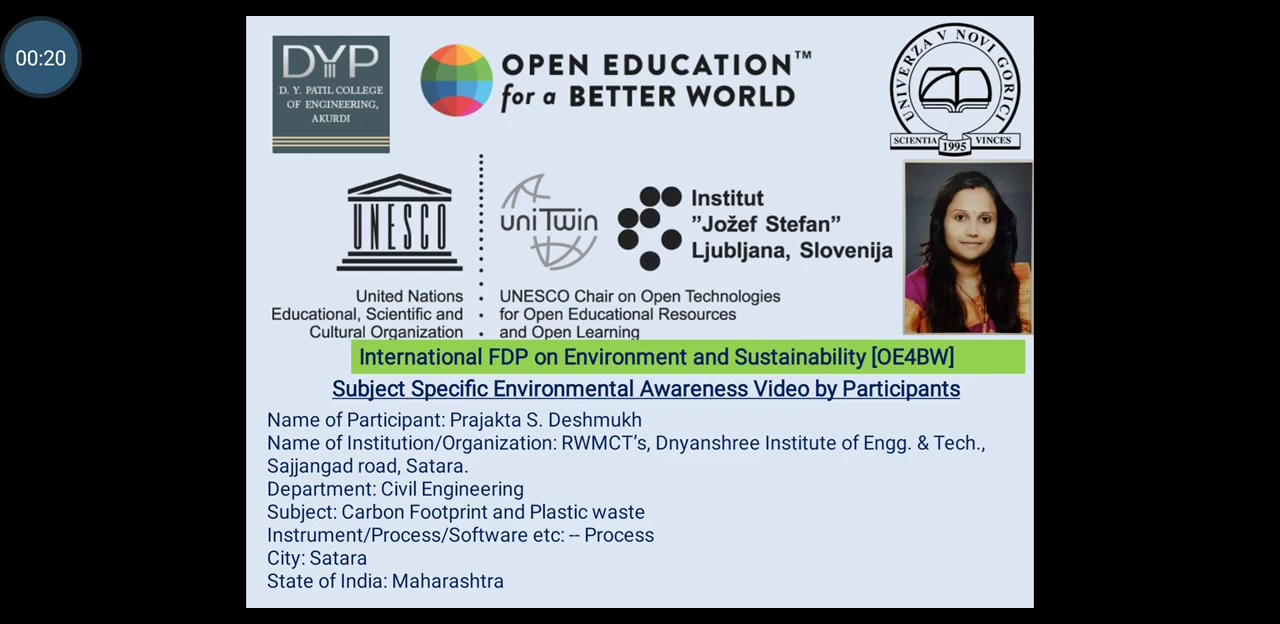 00:20
DYP
D. Y. PATIL COLLEGE
OF ENGINEERING,
AKURDI
OPEN EDUCATION™
for a BETTER WORLD
UNIVERZA V NOVI GORICI
SCIENTIA 1995 VINCES
UNESCO
uniTwin
Institut
”Jožef Stefan”
Ljubljana, Slovenija
United Nations
Educational, Scientific and
Cultural Organization
UNESCO Chair on Open Technologies
for Open Educational Resources
and Open Learning
International FDP on Environment and Sustainability [OE4BW]
Subject Specific Environmental Awareness Video by Participants
Name of Participant: Prajakta S. Deshmukh
Name of Institution/Organization: RWMCT’s, Dnyanshree Institute of Engg. & Tech.,
Sajjangad road, Satara.
Department: Civil Engineering
Subject: Carbon Footprint and Plastic waste
Instrument/Process/Software etc: -- Process
City: Satara
State of India: Maharashtra